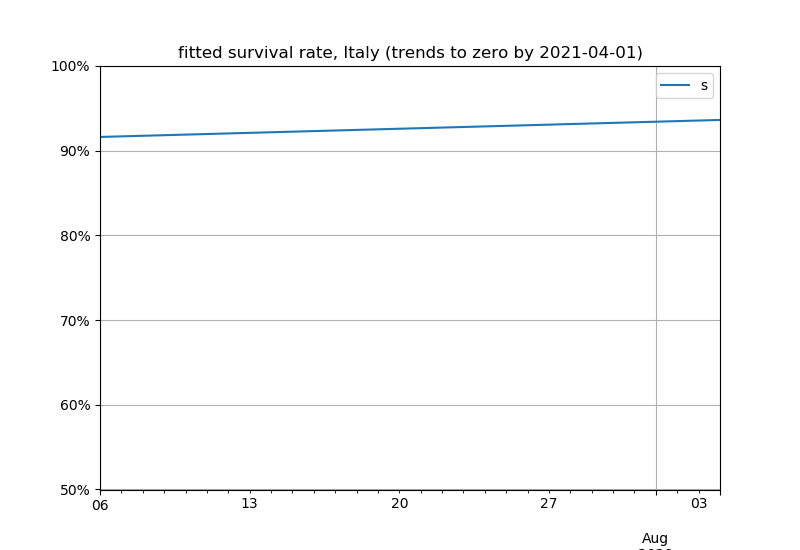 fitted survival rate, Italy (trends to zero by 2021-04-01)
100%
s
90%
80%
70%
60%
50%
06 13 20 27 03
Aug